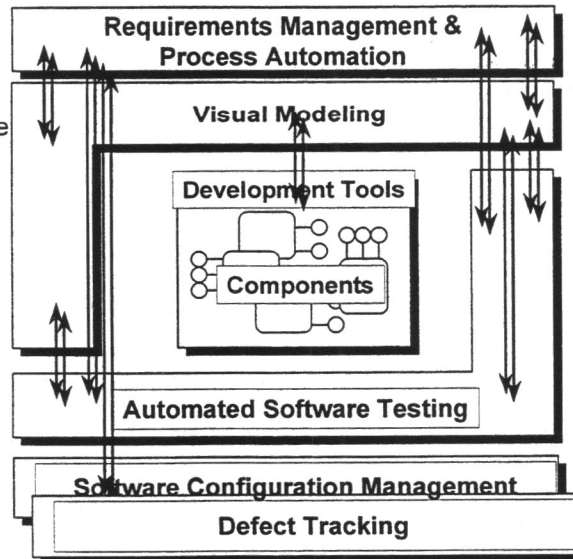 Requirements Management &
Process Automation
Visual Modeling
e
Development Tools
Components
Automated Software Testing
Software Configuration Management
Defect Tracking